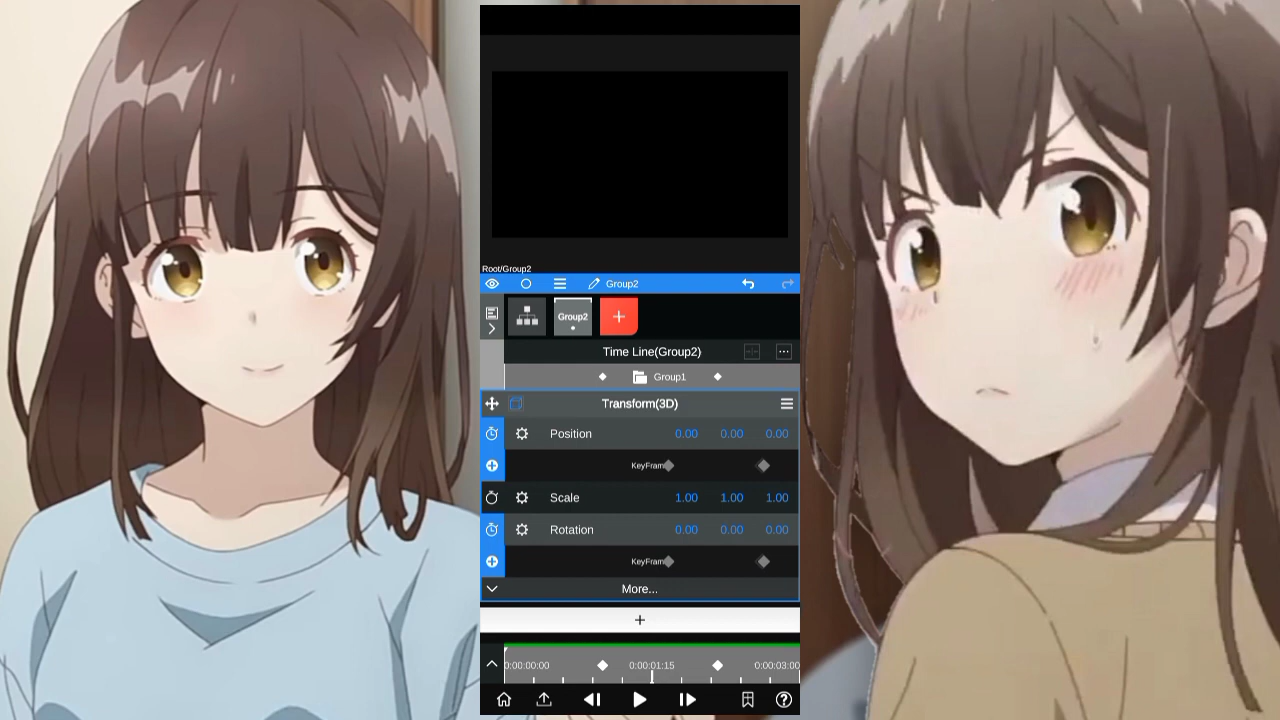 Root/Group2
Group2
Group2
Time Line(Group2)
Group1
Transform(3D)
Position 0.00 0.00 0.00
KeyFram
Scale 1.00 1.00 1.00
Rotation 0.00 0.00 0.00
KeyFram
More...
0:00:00:00 0:00:01:15 0:00:03:00